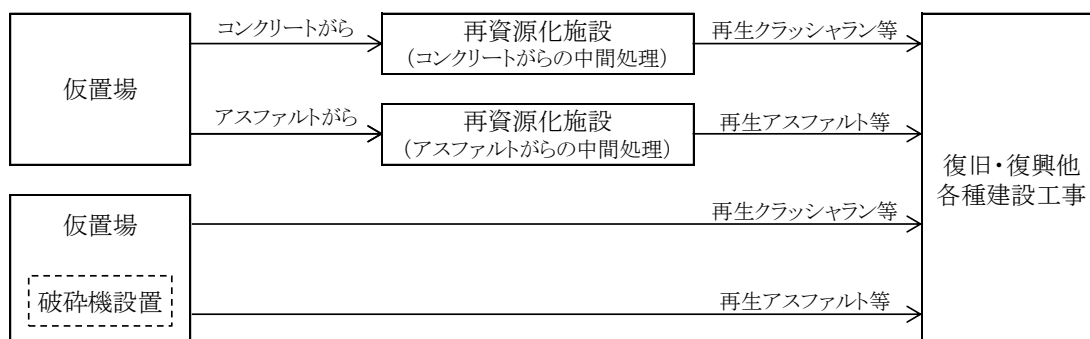 仮置場
コンクリートがら
再資源化施設
(コンクリートがらの中間処理)
再生クラッシャラン等
アスファルトがら
再資源化施設
(アスファルトがらの中間処理)
再生アスファルト等
仮置場
破砕機設置
再生クラッシャラン等
再生アスファルト等
復旧・復興他
各種建設工事